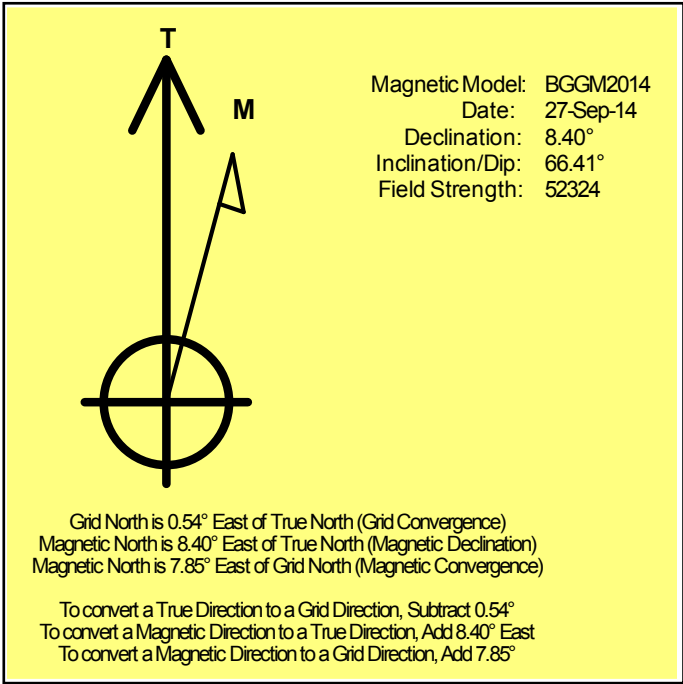 T
M
Magnetic Model: BGGM2014
Date: 27-Sep-14
Declination: 8.40°
Inclination/Dip: 66.41°
Field Strength: 52324
Grid North is 0.54° East of True North (Grid Convergence)
Magnetic North is 8.40° East of True North (Magnetic Declination)
Magnetic North is 7.85° East of Grid North (Magnetic Convergence)
To convert a True Direction to a Grid Direction, Subtract 0.54°
To convert a Magnetic Direction to a True Direction, Add 8.40° East
To convert a Magnetic Direction to a Grid Direction, Add 7.85°